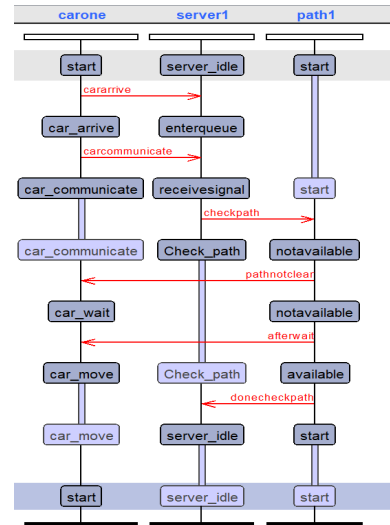 carone server1 path1
start server_idle start
cararrive
car_arrive enterqueue
carcommunicate
car_communicate receivesignal start
checkpath
car_communicate Check_path notavailable
pathnotclear
car_wait notavailable
afterwait
car_move Check_path available
donecheckpath
car_move server_idle start
start server_idle start